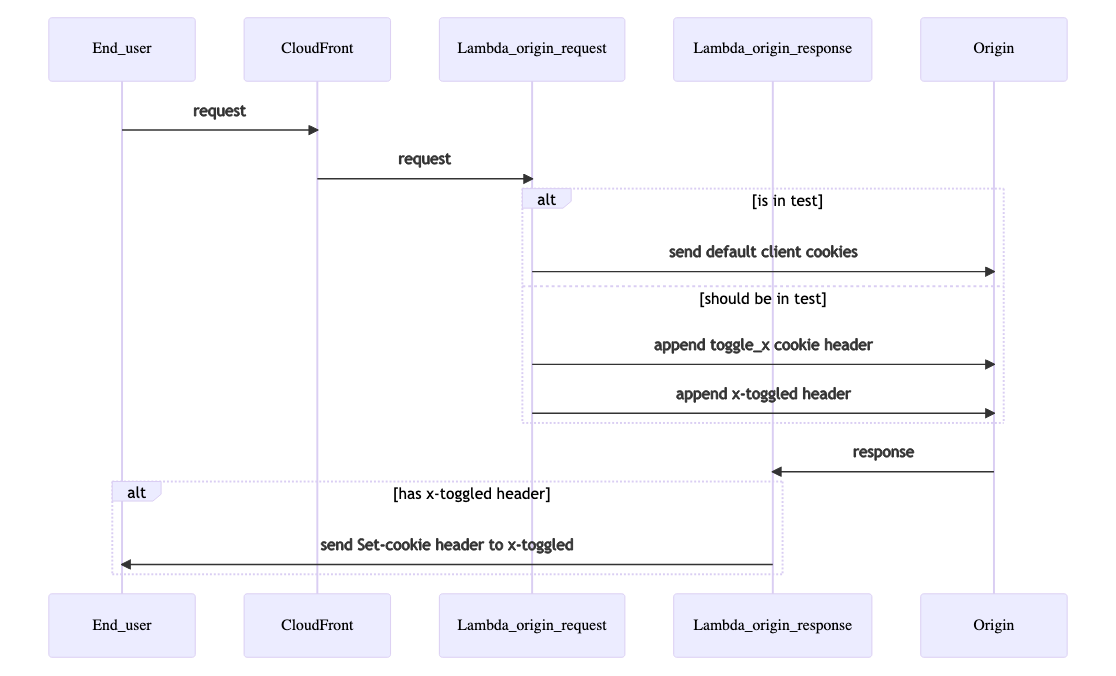 End_user
CloudFront
Lambda_origin_request
Lambda_origin_response
Origin
request
request
alt
[is in test]
send default client cookies
[should be in test]
append toggle_x cookie header
append x-toggled header
response
alt
[has x-toggled header]
send Set-cookie header to x-toggled
End_user
CloudFront
Lambda_origin_request
Lambda_origin_response
Origin